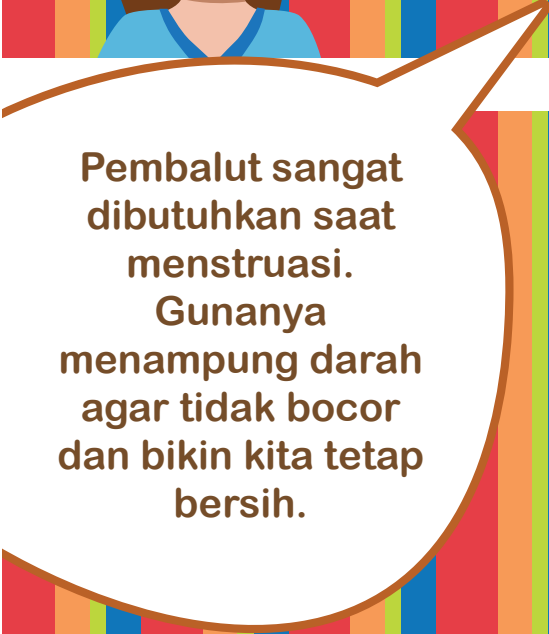 Pembalut sangat
dibutuhkan saat
menstruasi.
Gunanya
menampung darah
agar tidak bocor
dan bikin kita tetap
bersih.